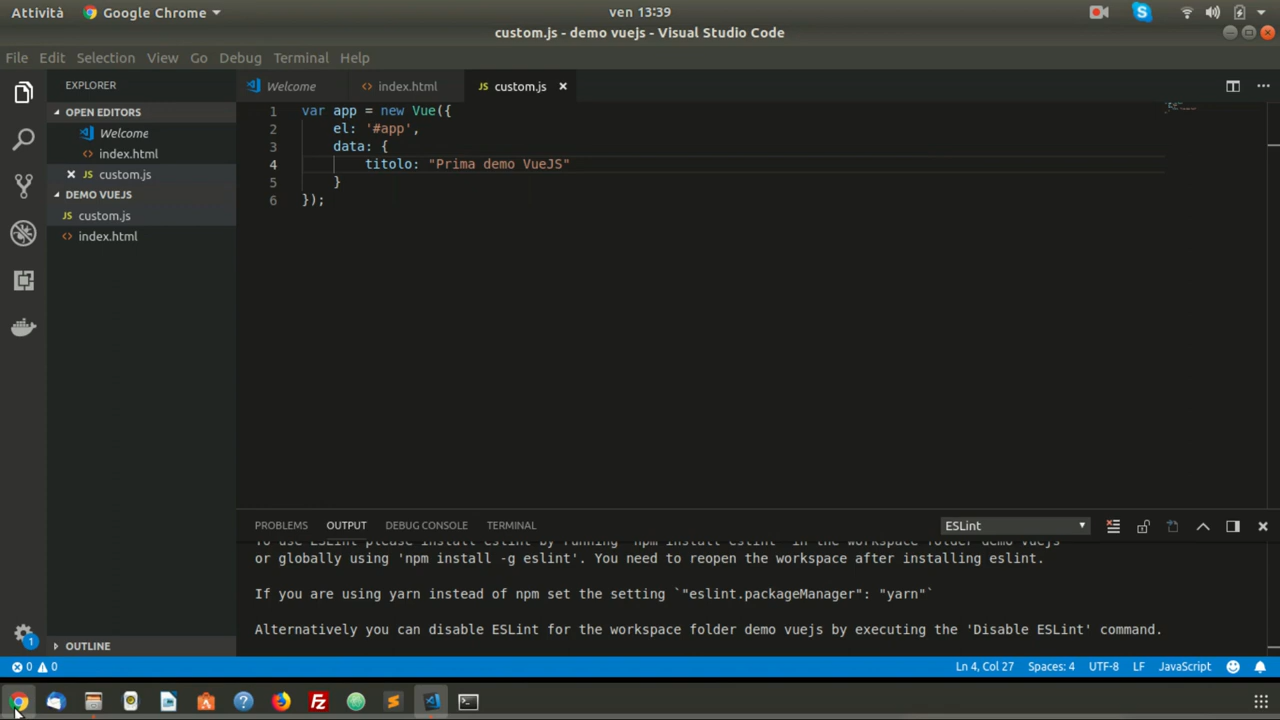 Attività Google Chrome ven 13:39
custom.js - demo vuejs - Visual Studio Code
File Edit Selection View Go Debug Terminal Help
EXPLORER Welcome index.html custom.js
OPEN EDITORS
Welcome
index.html
custom.js
DEMO VUEJS
custom.js
index.html
1 var app = new Vue({
2 el: '#app',
3 data: {
4 titolo: "Prima demo VueJS"
5 }
6 });
PROBLEMS OUTPUT DEBUG CONSOLE TERMINAL ESLint
To use ESLint please install eslint by running 'npm install eslint' in the workspace folder demo vuejs
or globally using 'npm install -g eslint'. You need to reopen the workspace after installing eslint.
If you are using yarn instead of npm set the setting `"eslint.packageManager": "yarn"`
Alternatively you can disable ESLint for the workspace folder demo vuejs by executing the 'Disable ESLint' command.
1
OUTLINE
0 0 Ln 4, Col 27 Spaces: 4 UTF-8 LF JavaScript